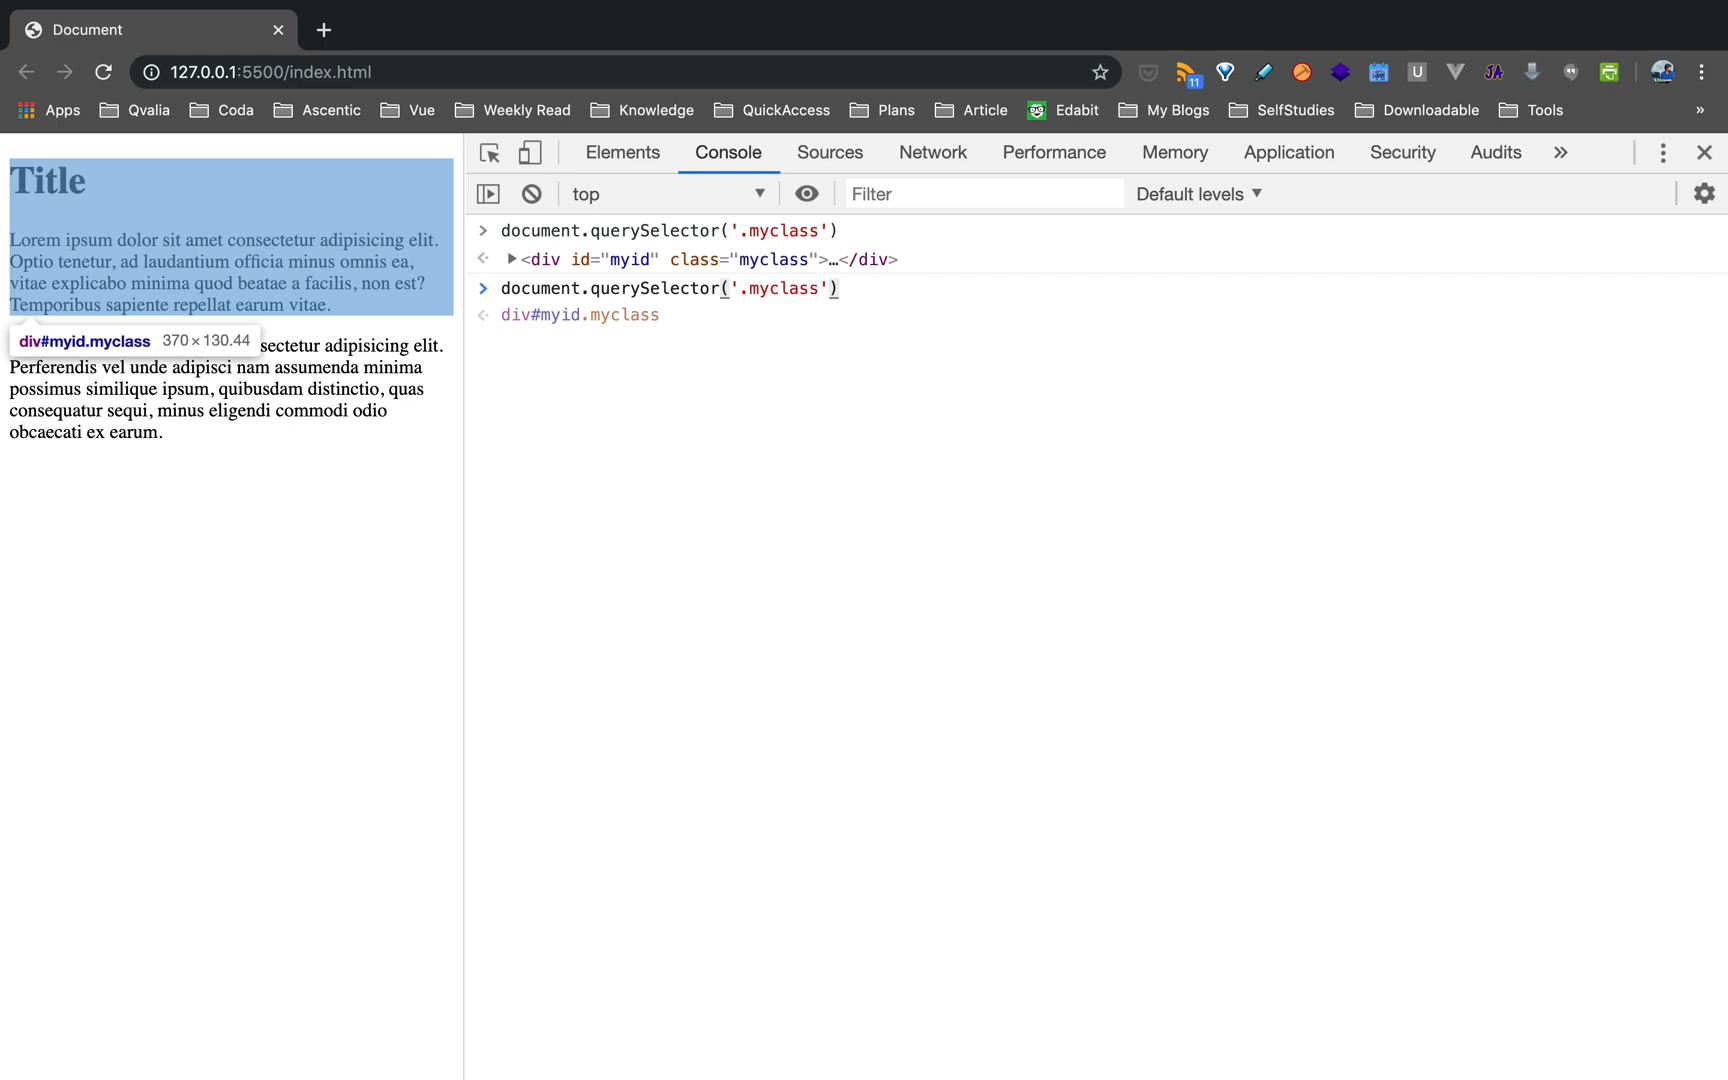 Document
127.0.0.1:5500/index.html
11
U
JA
Apps
Qvalia
Coda
Ascentic
Vue
Weekly Read
Knowledge
QuickAccess
Plans
Article
Edabit
My Blogs
SelfStudies
Downloadable
Tools
»
Elements
Console
Sources
Network
Performance
Memory
Application
Security
Audits
top
Filter
Default levels
Title
Lorem ipsum dolor sit amet consectetur adipisicing elit.
Optio tenetur, ad laudantium officia minus omnis ea,
vitae explicabo minima quod beatae a facilis, non est?
Temporibus sapiente repellat earum vitae.
div#myid.myclass 370 × 130.44
sectetur adipisicing elit.
Perferendis vel unde adipisci nam assumenda minima
possimus similique ipsum, quibusdam distinctio, quas
consequatur sequi, minus eligendi commodi odio
obcaecati ex earum.
document.querySelector('.myclass')
<div id="myid" class="myclass">…</div>
document.querySelector('.myclass')
div#myid.myclass